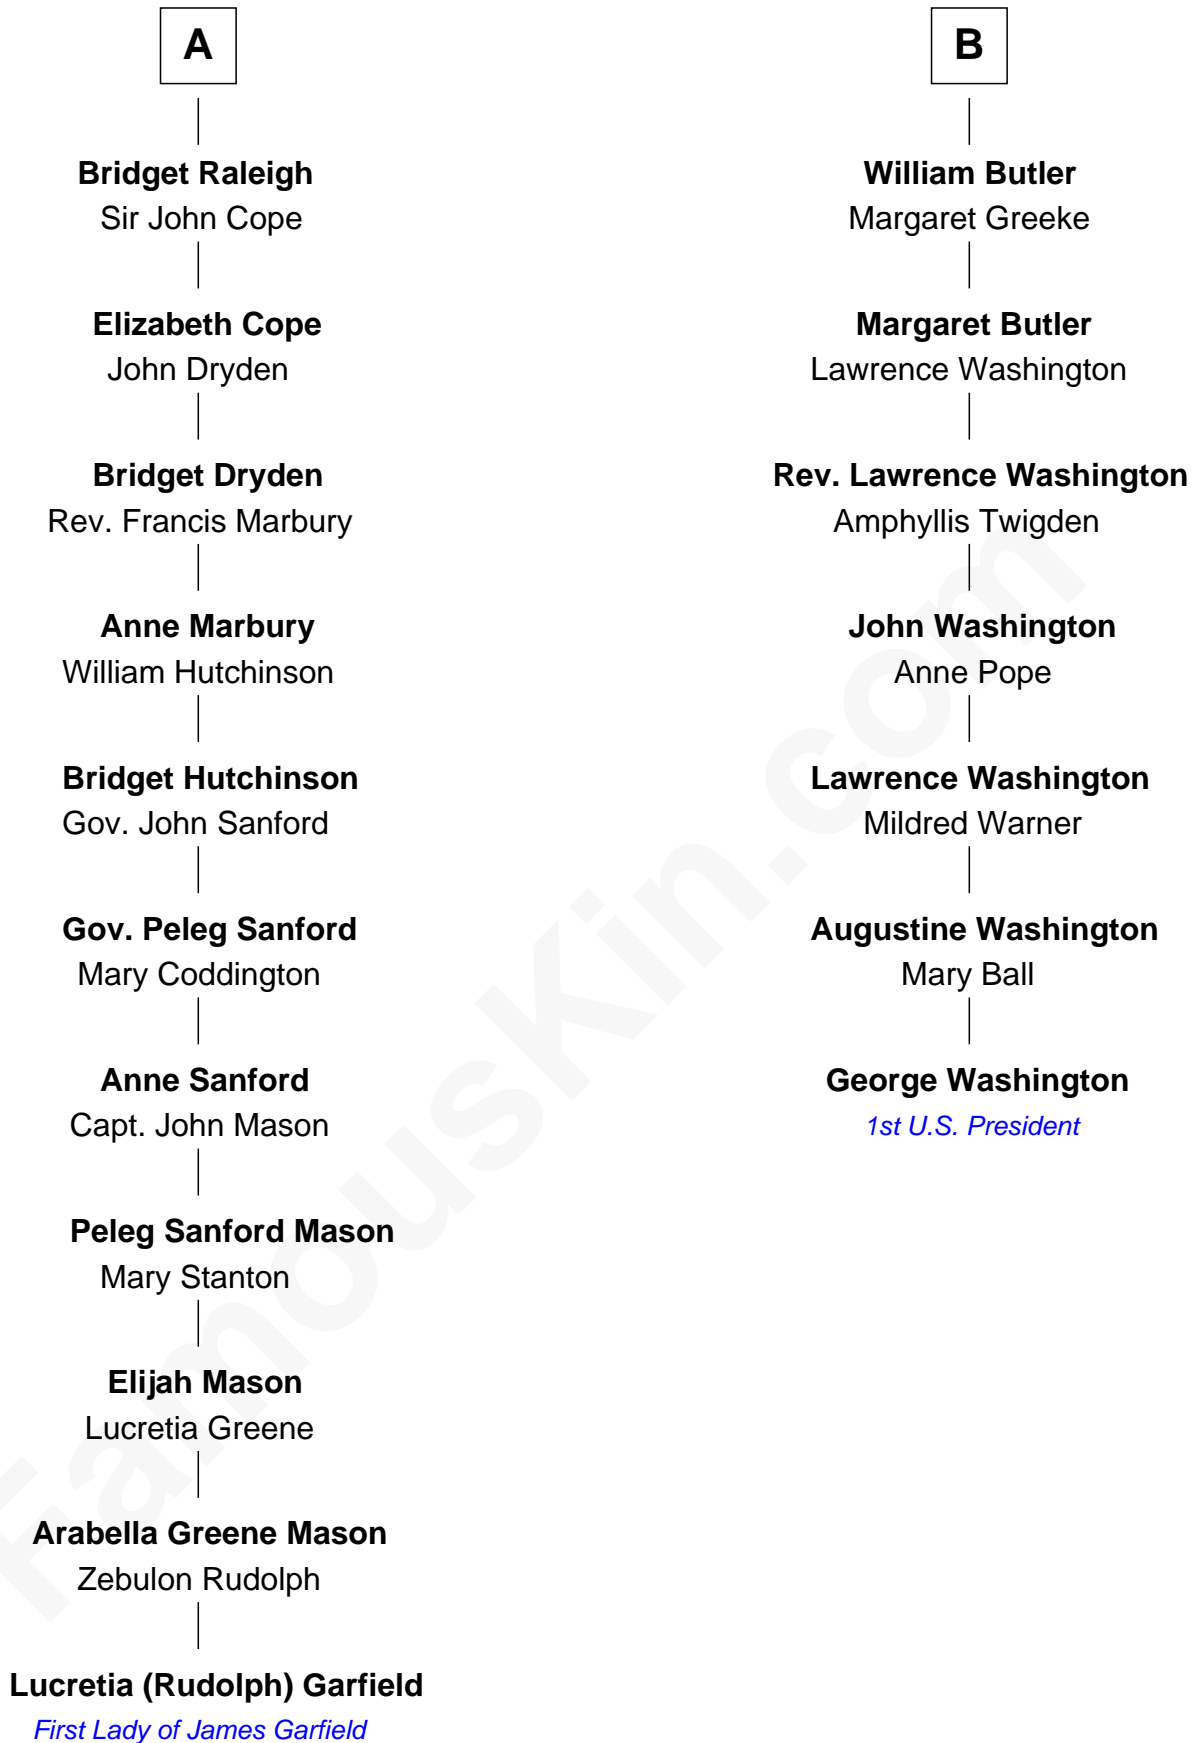 A
Bridget Raleigh
Sir John Cope
Elizabeth Cope
John Dryden
Bridget Dryden
Rev. Francis Marbury
Anne Marbury
William Hutchinson
Bridget Hutchinson
Gov. John Sanford
Gov. Peleg Sanford
Mary Coddington
Anne Sanford
Capt. John Mason
Peleg Sanford Mason
Mary Stanton
Elijah Mason
Lucretia Greene
Arabella Greene Mason
Zebulon Rudolph
Lucretia (Rudolph) Garfield
First Lady of James Garfield
B
William Butler
Margaret Greeke
Margaret Butler
Lawrence Washington
Rev. Lawrence Washington
Amphyllis Twigden
John Washington
Anne Pope
Lawrence Washington
Mildred Warner
Augustine Washington
Mary Ball
George Washington
1st U.S. President
FamousKin.com